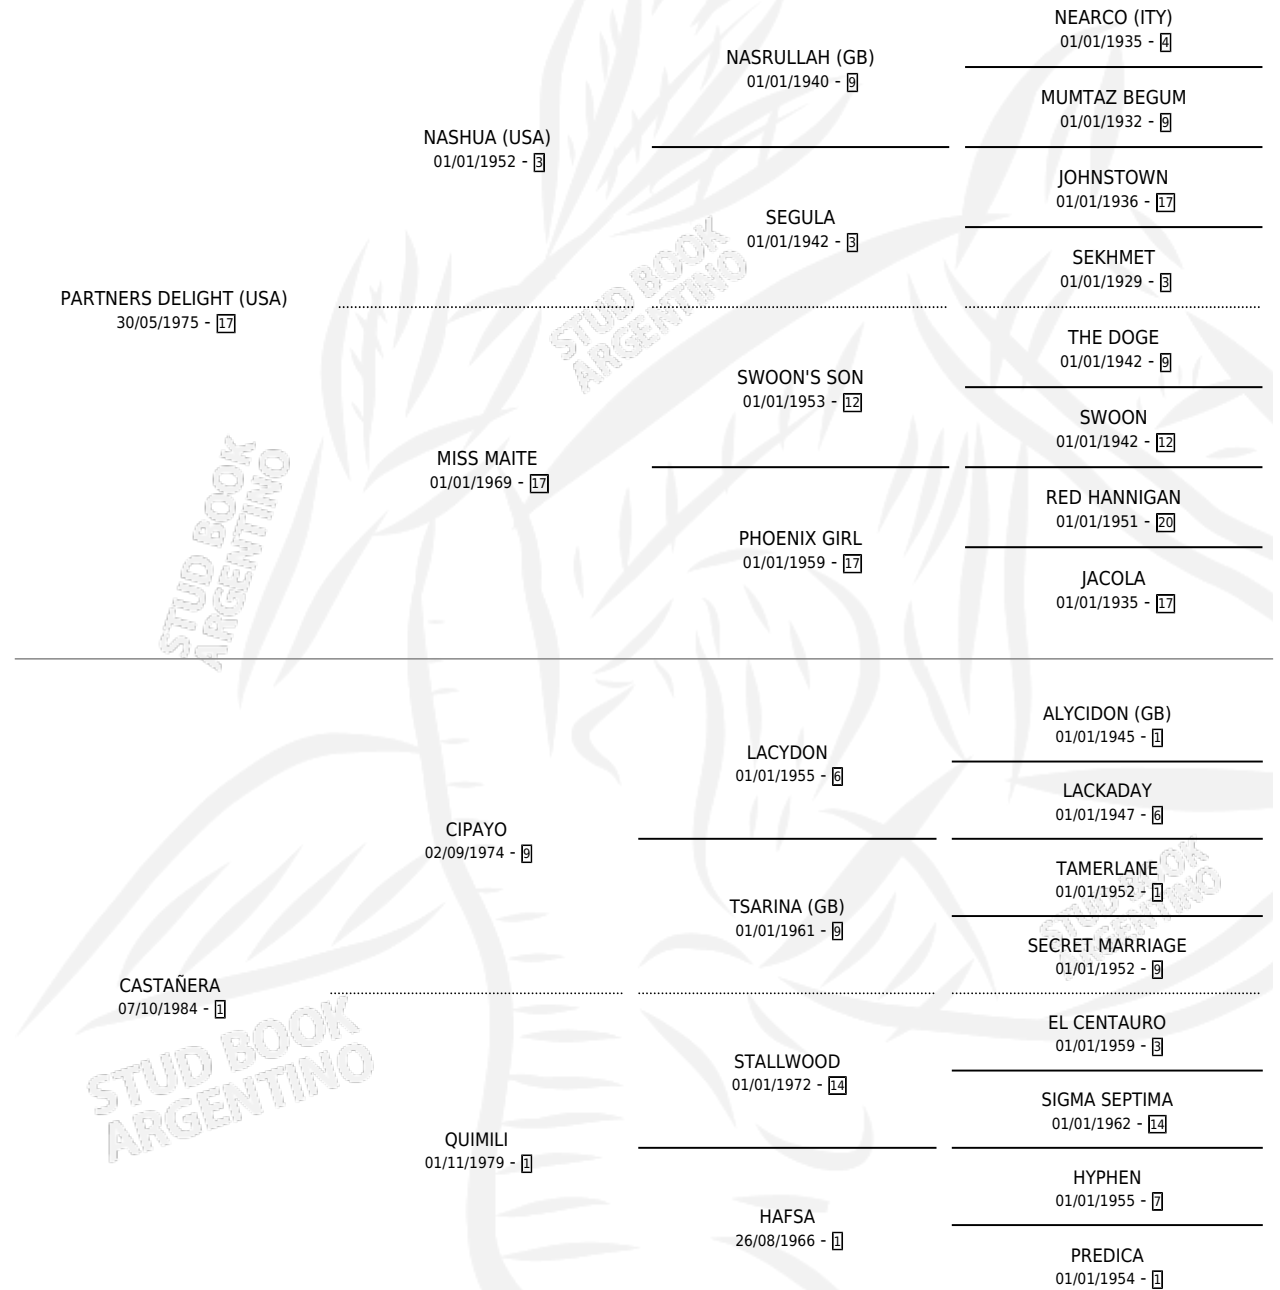 NEARCO (ITY)
01/01/1935 - 4
NASRULLAH (GB)
01/01/1940 - 9
MUMTAZ BEGUM
01/01/1932 - 9
NASHUA (USA)
01/01/1952 - 3
JOHNSTOWN
01/01/1936 - 17
SEGULA
01/01/1942 - 3
SEKHMET
01/01/1929 - 3
PARTNERS DELIGHT (USA)
30/05/1975 - 17
THE DOGE
01/01/1942 - 9
SWOON'S SON
01/01/1953 - 12
SWOON
01/01/1942 - 12
MISS MAITE
01/01/1969 - 17
RED HANNIGAN
01/01/1951 - 20
PHOENIX GIRL
01/01/1959 - 17
JACOLA
01/01/1935 - 17
ALYCIDON (GB)
01/01/1945 - 1
LACYDON
01/01/1955 - 6
LACKADAY
01/01/1947 - 6
CIPAYO
02/09/1974 - 9
TAMERLANE
01/01/1952 - 1
TSARINA (GB)
01/01/1961 - 9
SECRET MARRIAGE
01/01/1952 - 9
CASTAÑERA
07/10/1984 - 1
EL CENTAURO
01/01/1959 - 3
STALLWOOD
01/01/1972 - 14
SIGMA SEPTIMA
01/01/1962 - 14
QUIMILI
01/11/1979 - 1
HYPHEN
01/01/1955 - 7
HAFSA
26/08/1966 - 1
PREDICA
01/01/1954 - 1
STUD BOOK
ARGENTINO
STUD BOOK
ARGENTINO
STUD BOOK
ARGENTINO
STUD BOOK
ARGENTINO